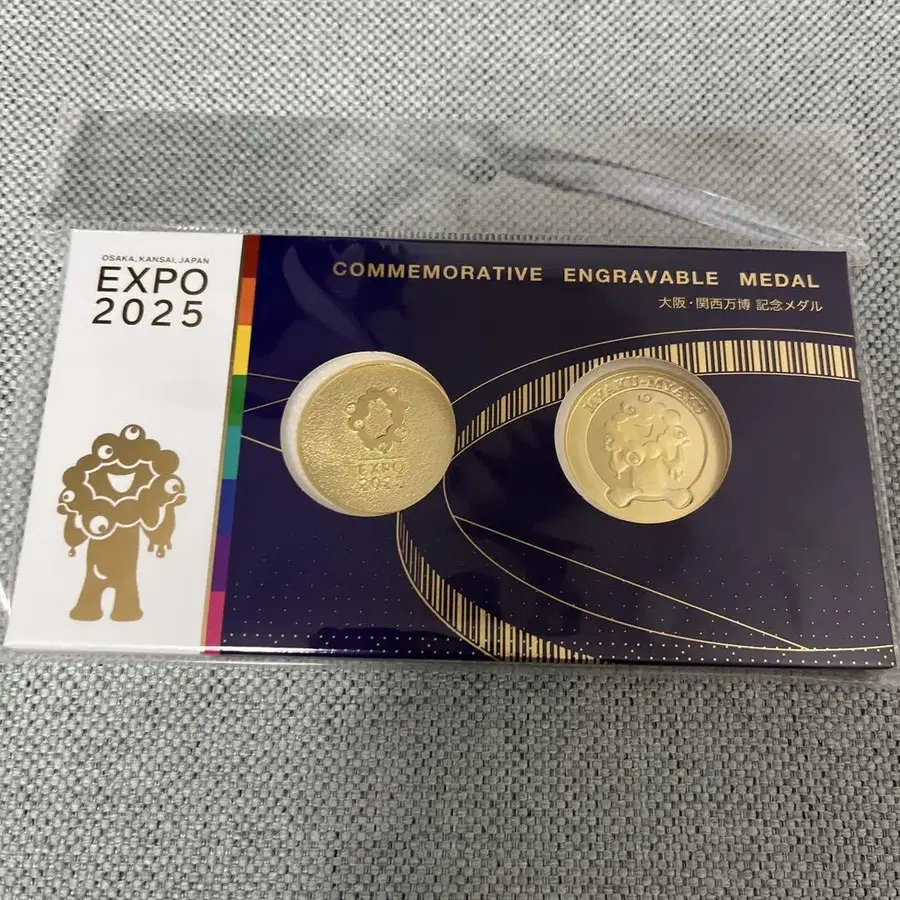 OSAKA, KANSAI, JAPAN
EXPO
2025
COMMEMORATIVE ENGRAVABLE MEDAL
大阪・関西万博 記念メダル
EXPO
2025
MYAKU-MYAKU